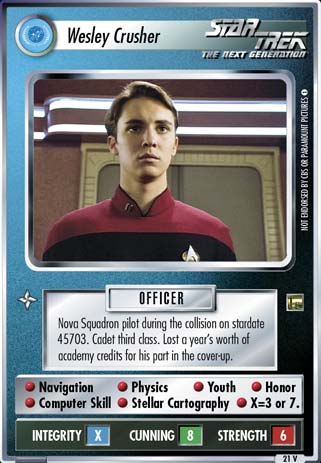 Wesley Crusher
STAR TREK
THE NEXT GENERATION
NOT ENDORSED BY CBS OR PARAMOUNT PICTURES
OFFICER
Nova Squadron pilot during the collision on stardate
45703. Cadet third class. Lost a year's worth of
academy credits for his part in the cover-up.
Navigation Physics Youth Honor
Computer Skill Stellar Cartography X=3 or 7.
INTEGRITY X CUNNING 8 STRENGTH 6
21 V